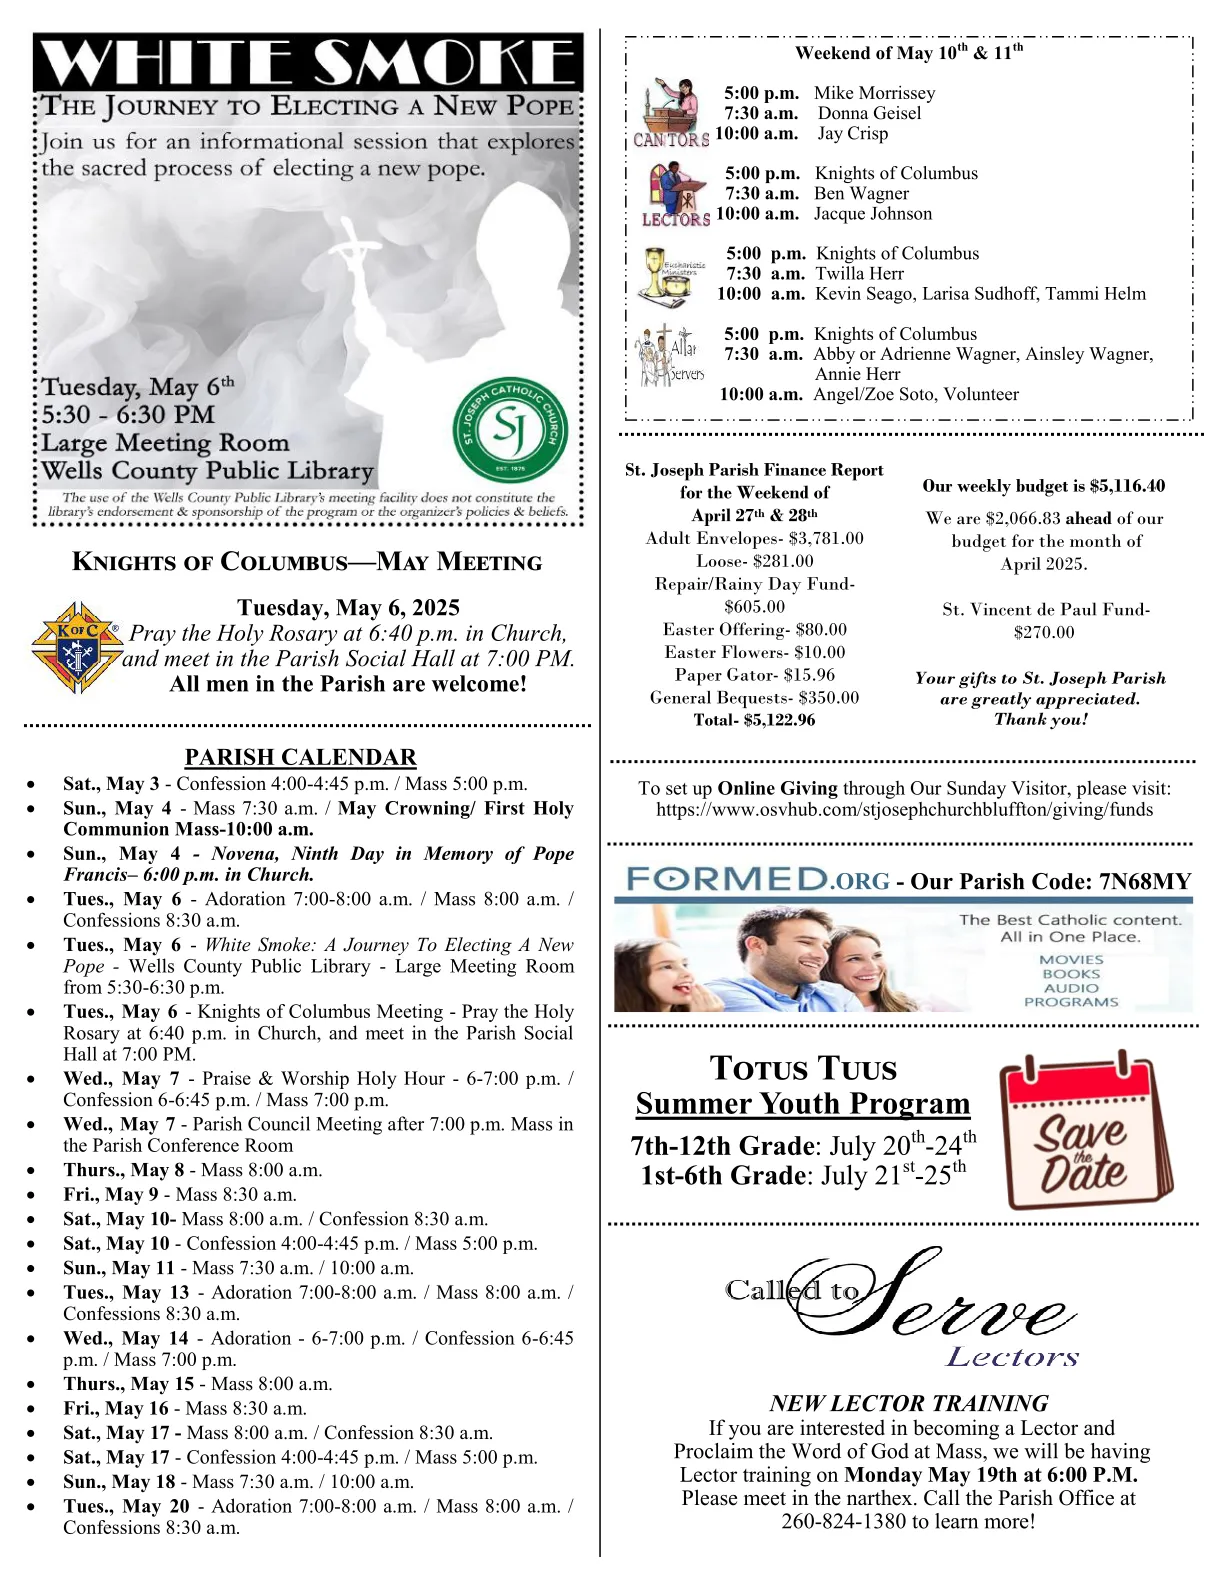 WHITE SMOKE
THE JOURNEY TO ELECTING A NEW POPE
Join us for an informational session that explores
the sacred process of electing a new pope.
Tuesday, May 6th
5:30 - 6:30 PM
Large Meeting Room
Wells County Public Library
ST. JOSEPH CATHOLIC CHURCH
SJ
EST. 1875
The use of the Wells County Public Library's meeting facility does not constitute the
library's endorsement & sponsorship of the program or the organizer's policies & beliefs.
KNIGHTS OF COLUMBUS—MAY MEETING
K OF C ®
Tuesday, May 6, 2025
Pray the Holy Rosary at 6:40 p.m. in Church,
and meet in the Parish Social Hall at 7:00 PM.
All men in the Parish are welcome!
PARISH CALENDAR
• Sat., May 3 - Confession 4:00-4:45 p.m. / Mass 5:00 p.m.
• Sun., May 4 - Mass 7:30 a.m. / May Crowning/ First Holy
Communion Mass-10:00 a.m.
• Sun., May 4 - Novena, Ninth Day in Memory of Pope
Francis– 6:00 p.m. in Church.
• Tues., May 6 - Adoration 7:00-8:00 a.m. / Mass 8:00 a.m. /
Confessions 8:30 a.m.
• Tues., May 6 - White Smoke: A Journey To Electing A New
Pope - Wells County Public Library - Large Meeting Room
from 5:30-6:30 p.m.
• Tues., May 6 - Knights of Columbus Meeting - Pray the Holy
Rosary at 6:40 p.m. in Church, and meet in the Parish Social
Hall at 7:00 PM.
• Wed., May 7 - Praise & Worship Holy Hour - 6-7:00 p.m. /
Confession 6-6:45 p.m. / Mass 7:00 p.m.
• Wed., May 7 - Parish Council Meeting after 7:00 p.m. Mass in
the Parish Conference Room
• Thurs., May 8 - Mass 8:00 a.m.
• Fri., May 9 - Mass 8:30 a.m.
• Sat., May 10- Mass 8:00 a.m. / Confession 8:30 a.m.
• Sat., May 10 - Confession 4:00-4:45 p.m. / Mass 5:00 p.m.
• Sun., May 11 - Mass 7:30 a.m. / 10:00 a.m.
• Tues., May 13 - Adoration 7:00-8:00 a.m. / Mass 8:00 a.m. /
Confessions 8:30 a.m.
• Wed., May 14 - Adoration - 6-7:00 p.m. / Confession 6-6:45
p.m. / Mass 7:00 p.m.
• Thurs., May 15 - Mass 8:00 a.m.
• Fri., May 16 - Mass 8:30 a.m.
• Sat., May 17 - Mass 8:00 a.m. / Confession 8:30 a.m.
• Sat., May 17 - Confession 4:00-4:45 p.m. / Mass 5:00 p.m.
• Sun., May 18 - Mass 7:30 a.m. / 10:00 a.m.
• Tues., May 20 - Adoration 7:00-8:00 a.m. / Mass 8:00 a.m. /
Confessions 8:30 a.m.
Weekend of May 10th & 11th
CANTORS
5:00 p.m. Mike Morrissey
7:30 a.m. Donna Geisel
10:00 a.m. Jay Crisp
LECTORS
5:00 p.m. Knights of Columbus
7:30 a.m. Ben Wagner
10:00 a.m. Jacque Johnson
Eucharistic
Ministers
5:00 p.m. Knights of Columbus
7:30 a.m. Twilla Herr
10:00 a.m. Kevin Seago, Larisa Sudhoff, Tammi Helm
Altar
Servers
5:00 p.m. Knights of Columbus
7:30 a.m. Abby or Adrienne Wagner, Ainsley Wagner,
Annie Herr
10:00 a.m. Angel/Zoe Soto, Volunteer
St. Joseph Parish Finance Report
for the Weekend of
April 27th & 28th
Adult Envelopes- $3,781.00
Loose- $281.00
Repair/Rainy Day Fund-
$605.00
Easter Offering- $80.00
Easter Flowers- $10.00
Paper Gator- $15.96
General Bequests- $350.00
Total- $5,122.96
Our weekly budget is $5,116.40
We are $2,066.83 ahead of our
budget for the month of
April 2025.
St. Vincent de Paul Fund-
$270.00
Your gifts to St. Joseph Parish
are greatly appreciated.
Thank you!
To set up Online Giving through Our Sunday Visitor, please visit:
https://www.osvhub.com/stjosephchurchbluffton/giving/funds
FORMED.ORG - Our Parish Code: 7N68MY
The Best Catholic content.
All in One Place.
MOVIES
BOOKS
AUDIO
PROGRAMS
TOTUS TUUS
Summer Youth Program
7th-12th Grade: July 20th-24th
1st-6th Grade: July 21st-25th
Save
the
Date
Called to Serve
Lectors
NEW LECTOR TRAINING
If you are interested in becoming a Lector and
Proclaim the Word of God at Mass, we will be having
Lector training on Monday May 19th at 6:00 P.M.
Please meet in the narthex. Call the Parish Office at
260-824-1380 to learn more!